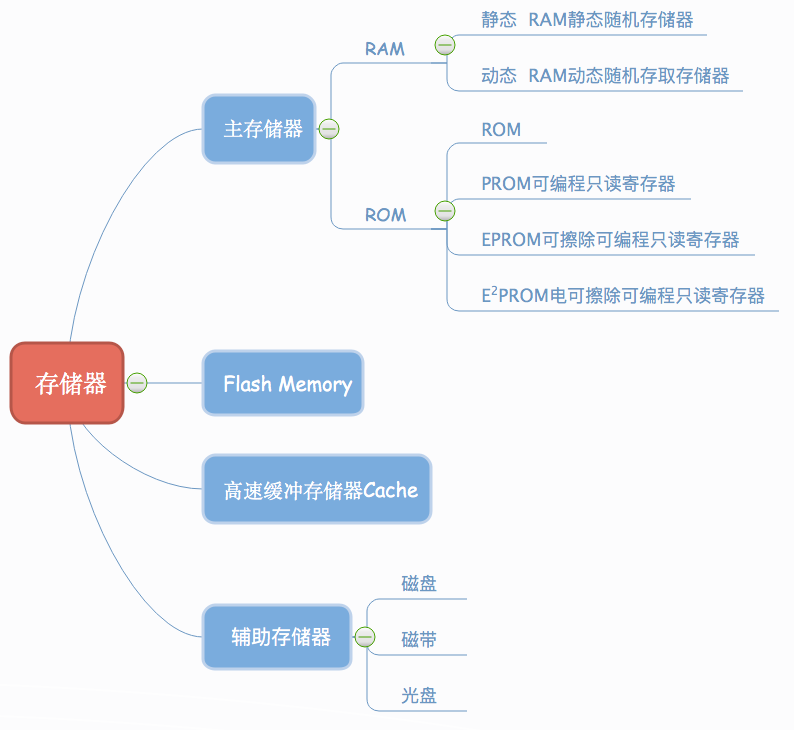 静态  RAM静态随机存储器
RAM
动态  RAM动态随机存取存储器
主存储器
ROM
PROM可编程只读寄存器
ROM
EPROM可擦除可编程只读寄存器
E²PROM电可擦除可编程只读寄存器
存储器
Flash Memory
高速缓冲存储器Cache
磁盘
辅助存储器
磁带
光盘